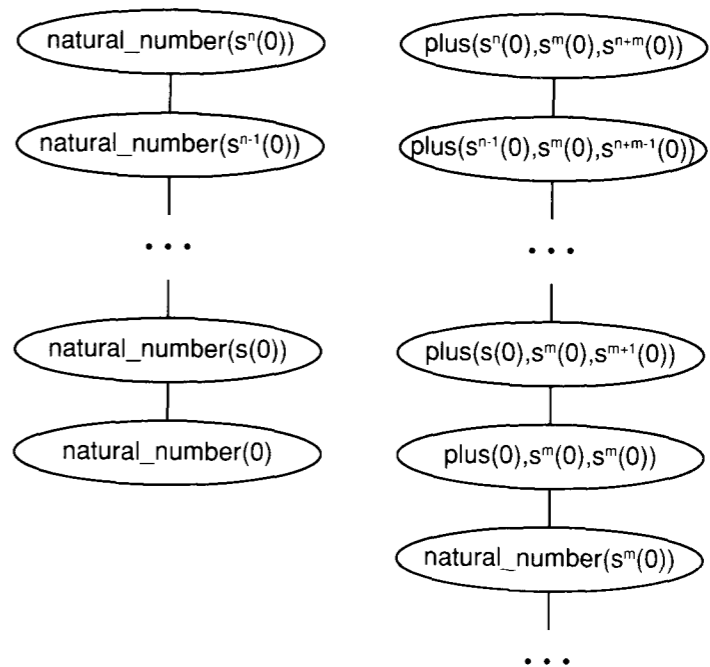 natural_number(sⁿ(0))
natural_number(sⁿ⁻¹(0))
• • •
natural_number(s(0))
natural_number(0)
plus(sⁿ(0),sᵐ(0),sⁿ⁺ᵐ(0))
plus(sⁿ⁻¹(0),sᵐ(0),sⁿ⁺ᵐ⁻¹(0))
• • •
plus(s(0),sᵐ(0),sᵐ⁺¹(0))
plus(0),sᵐ(0),sᵐ(0))
natural_number(sᵐ(0))
• • •